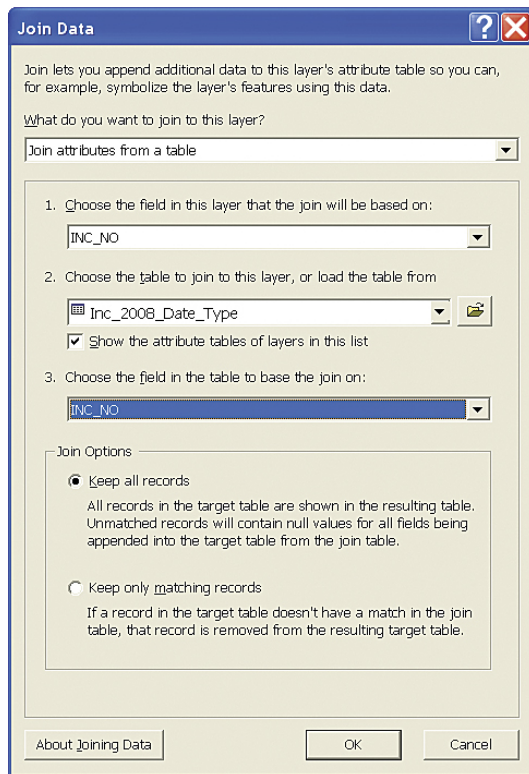 Join Data
Join lets you append additional data to this layer's attribute table so you can,
for example, symbolize the layer's features using this data.
What do you want to join to this layer?
Join attributes from a table
1. Choose the field in this layer that the join will be based on:
INC_NO
2. Choose the table to join to this layer, or load the table from
Inc_2008_Date_Type
Show the attribute tables of layers in this list
3. Choose the field in the table to base the join on:
INC_NO
Join Options
Keep all records
All records in the target table are shown in the resulting table.
Unmatched records will contain null values for all fields being
appended into the target table from the join table.
Keep only matching records
If a record in the target table doesn't have a match in the join
table, that record is removed from the resulting target table.
About Joining Data OK Cancel